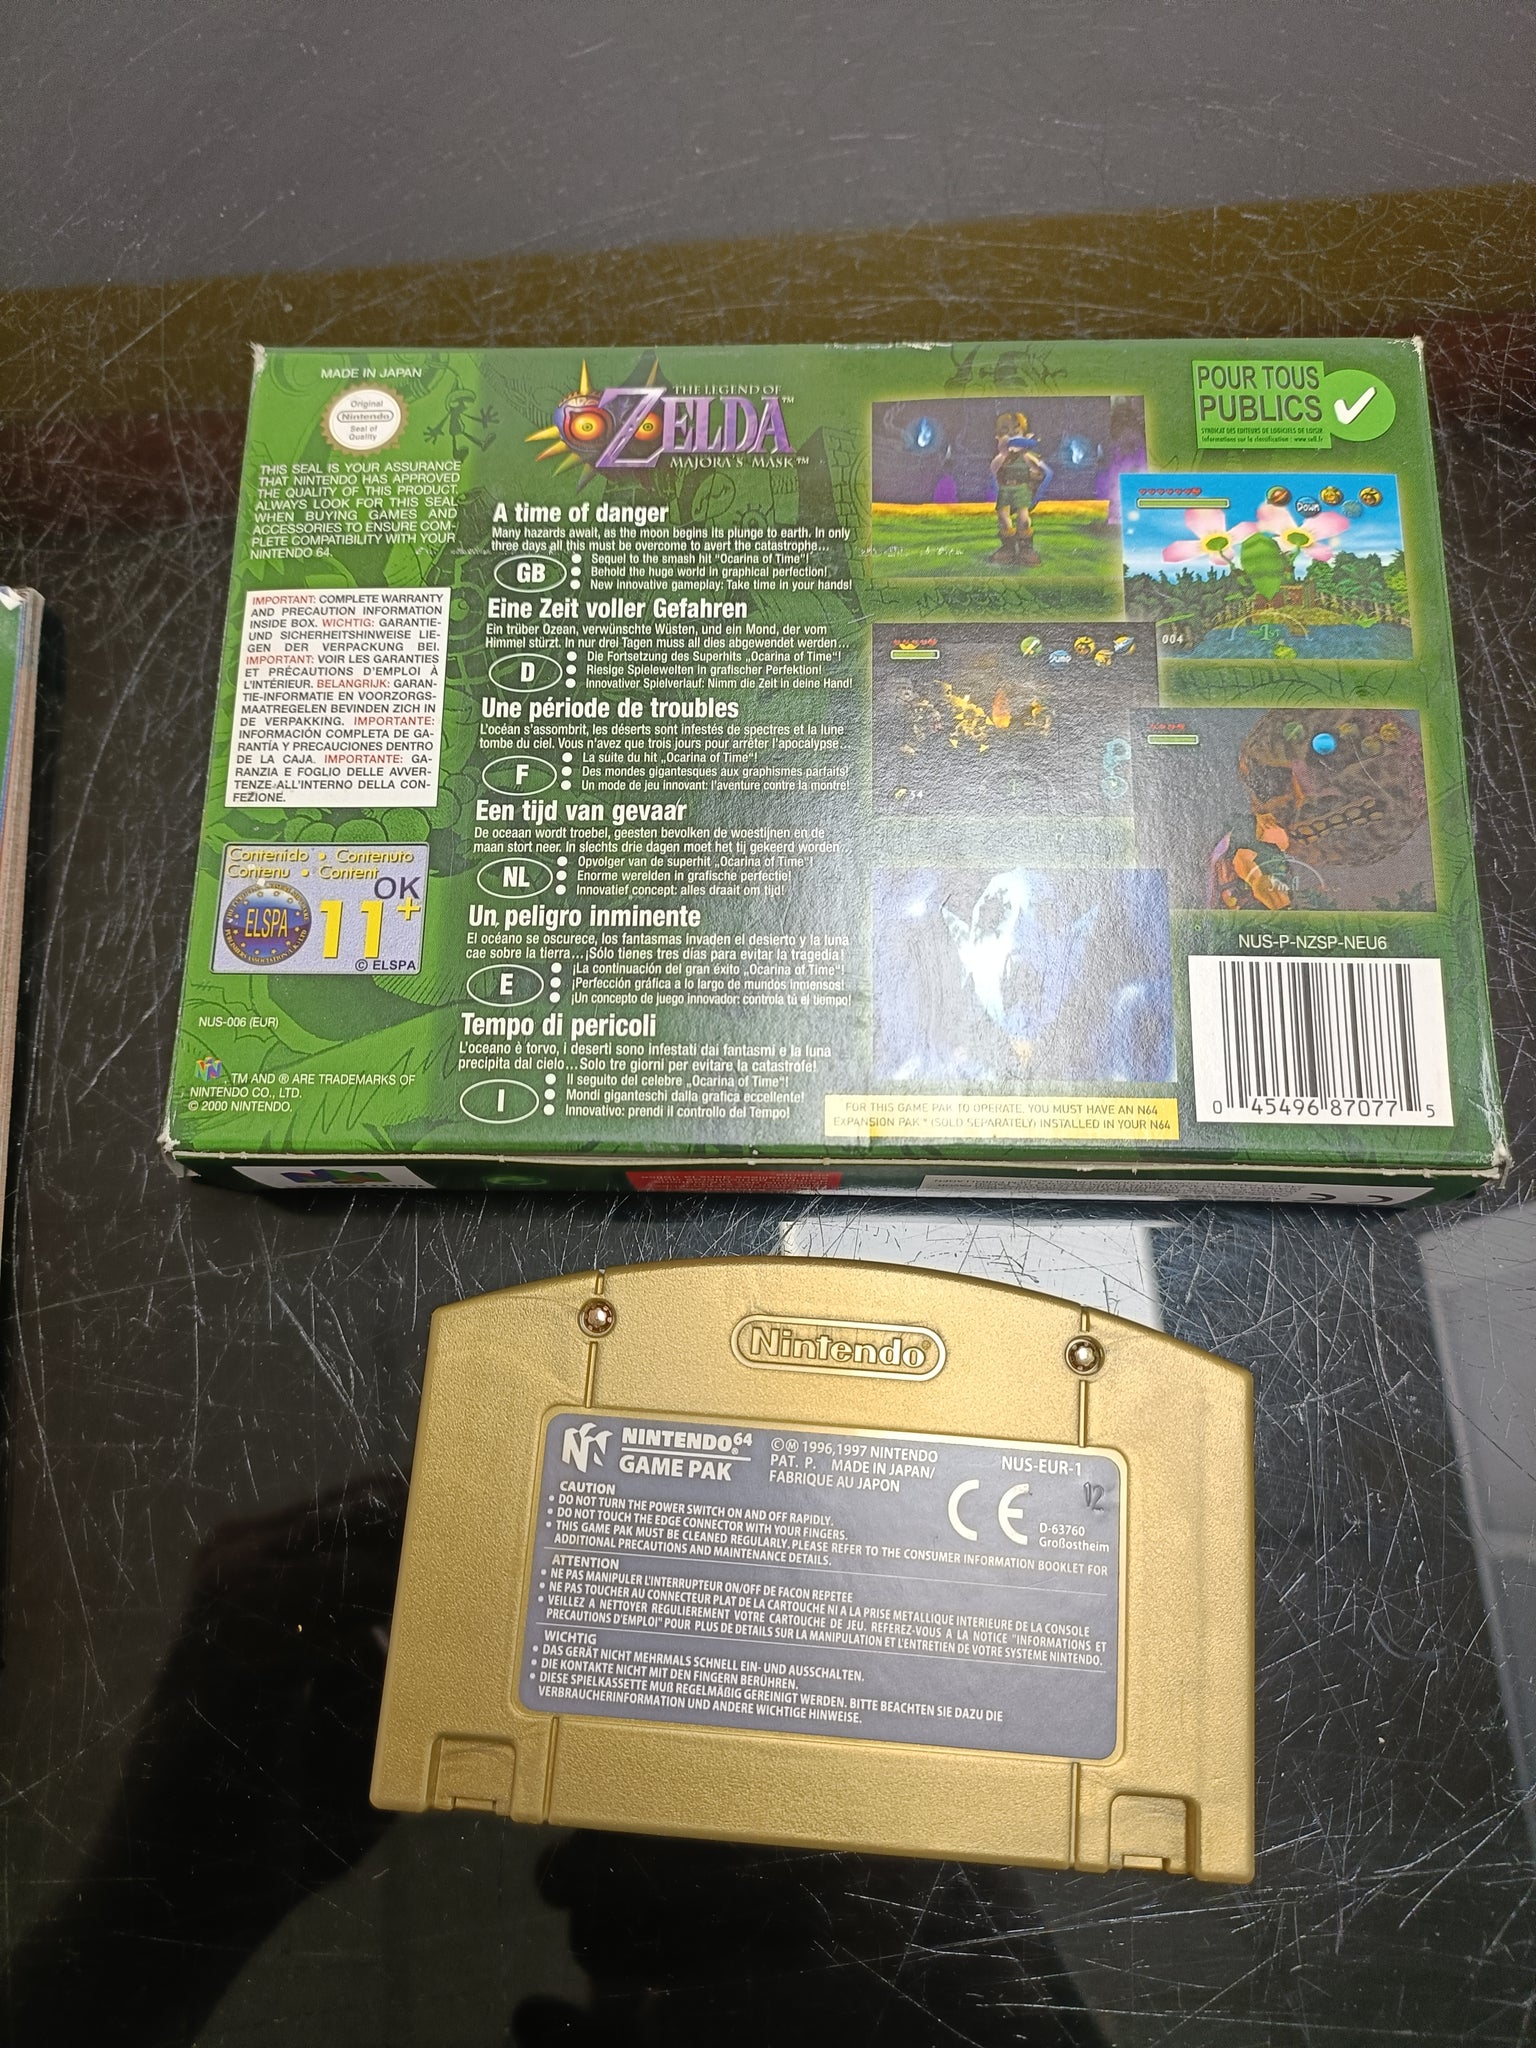 MADE IN JAPAN
Original
Nintendo
Seal of
Quality
THIS SEAL IS YOUR ASSURANCE
THAT NINTENDO HAS APPROVED
THE QUALITY OF THIS PRODUCT.
ALWAYS LOOK FOR THIS SEAL
WHEN BUYING GAMES AND
ACCESSORIES TO ENSURE COM-
PLETE COMPATIBILITY WITH YOUR
NINTENDO 64.
IMPORTANT: COMPLETE WARRANTY
AND PRECAUTION INFORMATION
INSIDE BOX. WICHTIG: GARANTIE-
UND SICHERHEITSHINWEISE LIE-
GEN DER VERPACKUNG BEI.
IMPORTANT: VOIR LES GARANTIES
ET PRÉCAUTIONS D'EMPLOI À
L'INTÉRIEUR. BELANGRIJK: GARAN-
TIE-INFORMATIE EN VOORZORGS-
MAATREGELEN BEVINDEN ZICH IN
DE VERPAKKING. IMPORTANTE:
INFORMACIÓN COMPLETA DE GA-
RANTÍA Y PRECAUCIONES DENTRO
DE LA CAJA. IMPORTANTE: GA-
RANZIA E FOGLIO DELLE AVVER-
TENZE ALL'INTERNO DELLA CON-
FEZIONE.
Contenido • Contenuto
Contenu • Content
OK
ELSPA
11+
© ELSPA
NUS-006 (EUR)
TM AND ® ARE TRADEMARKS OF
NINTENDO CO., LTD.
© 2000 NINTENDO.
THE LEGEND OF
ZELDA™
MAJORA'S MASK™
A time of danger
Many hazards await, as the moon begins its plunge to earth. In only
three days all this must be overcome to avert the catastrophe...
GB
• Sequel to the smash hit "Ocarina of Time"!
• Behold the huge world in graphical perfection!
• New innovative gameplay: Take time in your hands!
Eine Zeit voller Gefahren
Ein trüber Ozean, verwünschte Wüsten, und ein Mond, der vom
Himmel stürzt. In nur drei Tagen muss all dies abgewendet werden...
D
• Die Fortsetzung des Superhits „Ocarina of Time"!
• Riesige Spielewelten in grafischer Perfektion!
• Innovativer Spielverlauf: Nimm die Zeit in deine Hand!
Une période de troubles
L'océan s'assombrit, les déserts sont infestés de spectres et la lune
tombe du ciel. Vous n'avez que trois jours pour arrêter l'apocalypse...
F
• La suite du hit „Ocarina of Time"!
• Des mondes gigantesques aux graphismes parfaits!
• Un mode de jeu innovant: l'aventure contre la montre!
Een tijd van gevaar
De oceaan wordt troebel, geesten bevolken de woestijnen en de
maan stort neer. In slechts drie dagen moet het tij gekeerd worden...
NL
• Opvolger van de superhit „Ocarina of Time"!
• Enorme werelden in grafische perfectie!
• Innovatief concept: alles draait om tijd!
Un peligro inminente
El océano se oscurece, los fantasmas invaden el desierto y la luna
cae sobre la tierra... ¡Sólo tienes tres días para evitar la tragedia!
E
• ¡La continuación del gran éxito „Ocarina of Time"!
• ¡Perfección gráfica a lo largo de mundos inmensos!
• ¡Un concepto de juego innovador: controla tú el tiempo!
Tempo di pericoli
L'oceano è torvo, i deserti sono infestati dai fantasmi e la luna
precipita dal cielo...Solo tre giorni per evitare la catastrofe!
I
• Il seguito del celebre „Ocarina of Time"!
• Mondi giganteschi dalla grafica eccellente!
• Innovativo: prendi il controllo del Tempo!
POUR TOUS
PUBLICS
SYNDICAT DES EDITEURS DE LOGICIELS DE LOISIR
Informations sur la classification : www.sell.fr
Down
004
Jump
54
NUS-P-NZSP-NEU6
0 45496 87077 5
FOR THIS GAME PAK TO OPERATE, YOU MUST HAVE AN N64
EXPANSION PAK * (SOLD SEPARATELY) INSTALLED IN YOUR N64
Nintendo
NINTENDO64
GAME PAK
©Ⓜ 1996,1997 NINTENDO
PAT. P. MADE IN JAPAN/
FABRIQUE AU JAPON
NUS-EUR-1
12
CE
D-63760
Großostheim
CAUTION
• DO NOT TURN THE POWER SWITCH ON AND OFF RAPIDLY.
• DO NOT TOUCH THE EDGE CONNECTOR WITH YOUR FINGERS.
• THIS GAME PAK MUST BE CLEANED REGULARLY. PLEASE REFER TO THE CONSUMER INFORMATION BOOKLET FOR
ADDITIONAL PRECAUTIONS AND MAINTENANCE DETAILS.
ATTENTION
• NE PAS MANIPULER L'INTERRUPTEUR ON/OFF DE FACON REPETEE
• NE PAS TOUCHER AU CONNECTEUR PLAT DE LA CARTOUCHE NI A LA PRISE METALLIQUE INTERIEURE DE LA CONSOLE
• VEILLEZ A NETTOYER REGULIEREMENT VOTRE CARTOUCHE DE JEU. REFEREZ-VOUS A LA NOTICE "INFORMATIONS ET
PRECAUTIONS D'EMPLOI" POUR PLUS DE DETAILS SUR LA MANIPULATION ET L'ENTRETIEN DE VOTRE SYSTEME NINTENDO.
WICHTIG
• DAS GERÄT NICHT MEHRMALS SCHNELL EIN- UND AUSSCHALTEN.
• DIE KONTAKTE NICHT MIT DEN FINGERN BERÜHREN.
• DIESE SPIELKASSETTE MUß REGELMÄßIG GEREINIGT WERDEN. BITTE BEACHTEN SIE DAZU DIE
VERBRAUCHERINFORMATION UND ANDERE WICHTIGE HINWEISE.